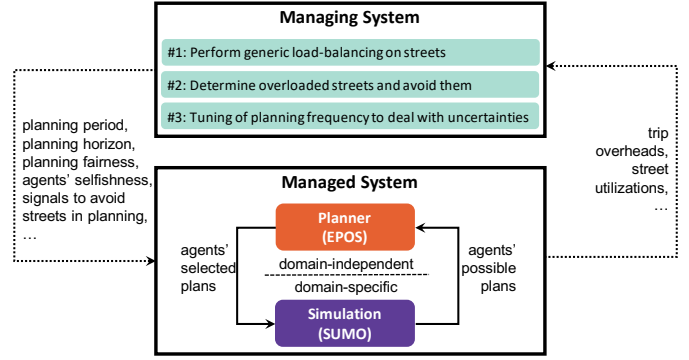 Managing System
#1: Perform generic load-balancing on streets
#2: Determine overloaded streets and avoid them
#3: Tuning of planning frequency to deal with uncertainties
planning period,
planning horizon,
planning fairness,
agents' selfishness,
signals to avoid
streets in planning,
…
trip
overheads,
street
utilizations,
…
Managed System
Planner
(EPOS)
agents'
selected
plans
domain-independent
domain-specific
agents'
possible
plans
Simulation
(SUMO)